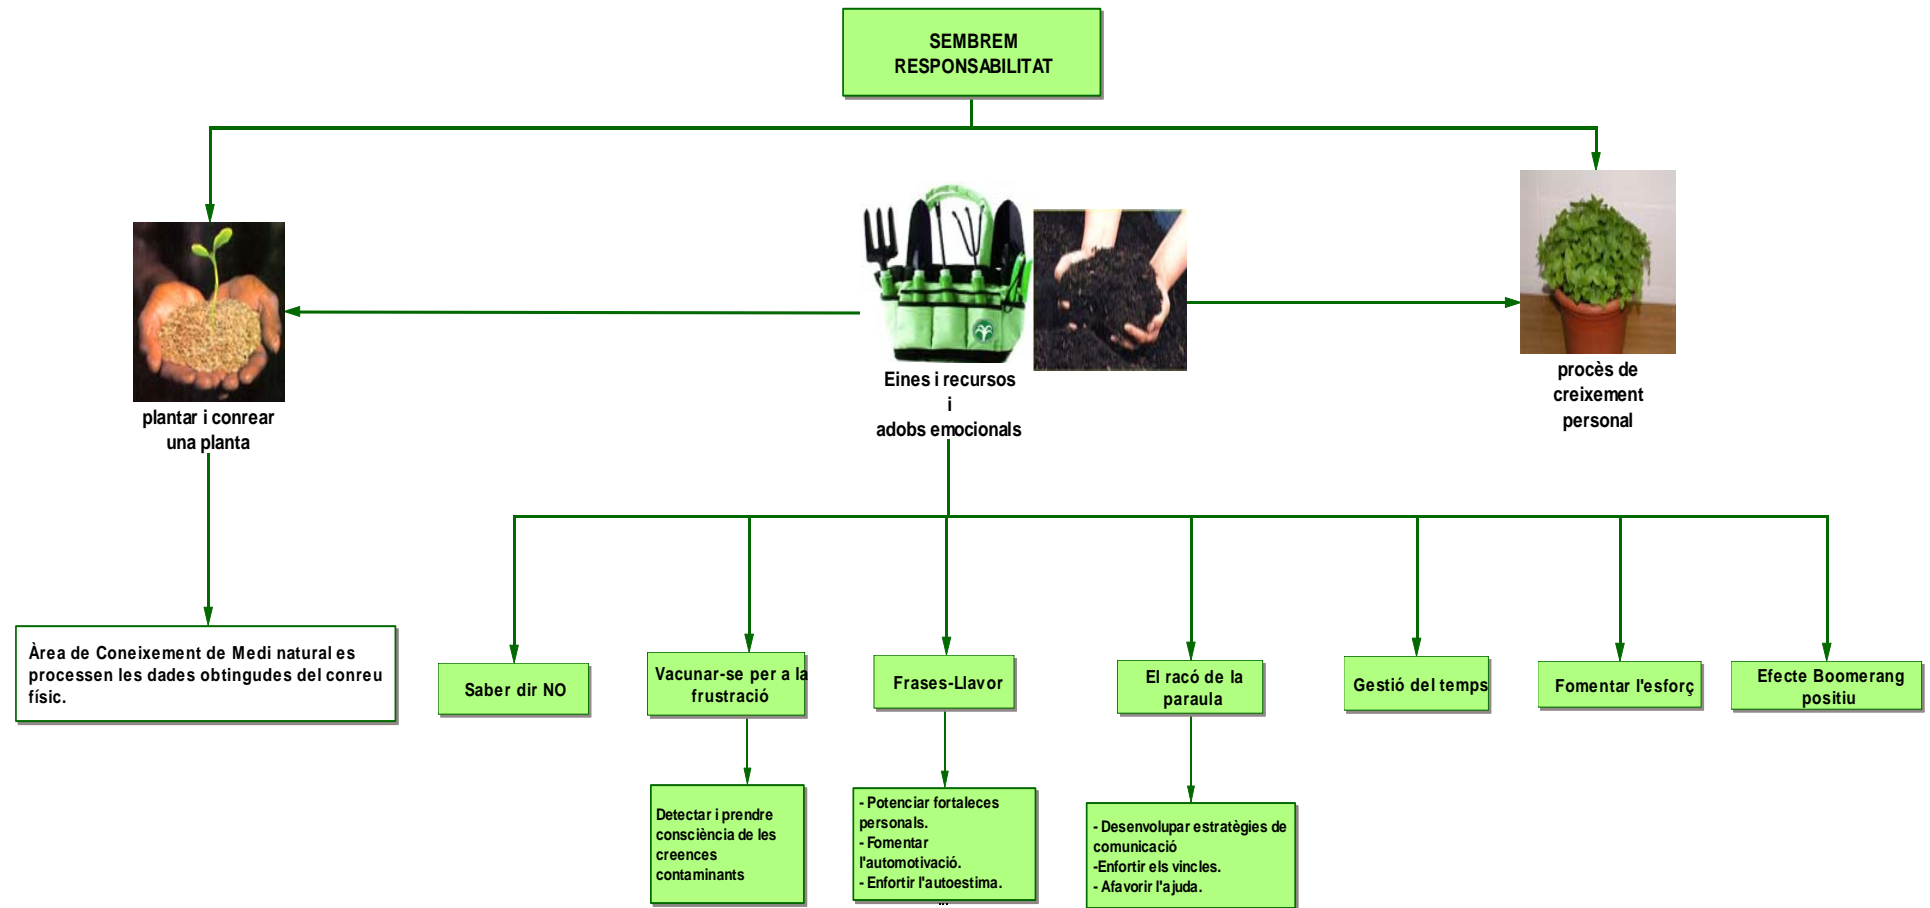 SEMBREM
RESPONSABILITAT
plantar i conrear
una planta
Eines i recursos
i
adobs emocionals
procès de
creixement
personal
Àrea de Coneixement de Medi natural es
processen les dades obtingudes del conreu
físic.
Saber dir NO
Vacunar-se per a la
frustració
Frases-Llavor
El racó de la
paraula
Gestió del temps
Fomentar l'esforç
Efecte Boomerang
positiu
Detectar i prendre
consciència de les
creences
contaminants
- Potenciar fortaleces
personals.
- Fomentar
l'automotivació.
- Enfortir l'autoestima.
...
- Desenvolupar estratègies de
comunicació
-Enfortir els vincles.
- Afavorir l'ajuda.